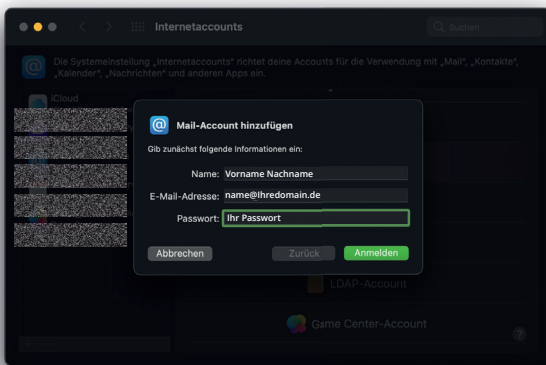 Internetaccounts
Suchen
Die Systemeinstellung „Internetaccounts“ richtet deine Accounts für die Verwendung mit „Mail“, „Kontakte“,
„Kalender“, „Nachrichten“ und anderen Apps ein.
iCloud
Mail-Account hinzufügen
Gib zunächst folgende Informationen ein:
Name: Vorname Nachname
E-Mail-Adresse: name@Ihredomain.de
Passwort: Ihr Passwort
Abbrechen
Zurück
Anmelden
LDAP-Account
Game Center-Account
?